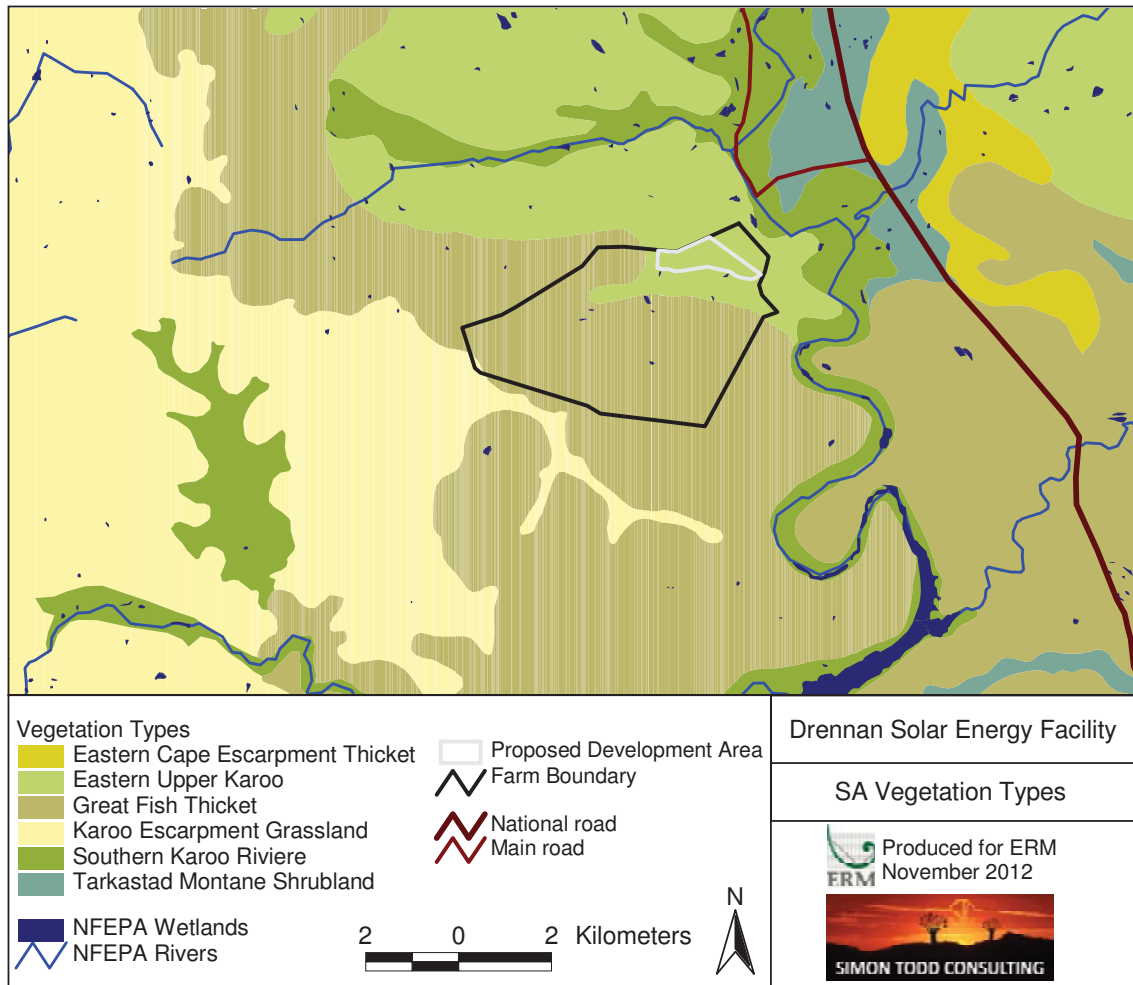 Vegetation Types
Eastern Cape Escarpment Thicket
Eastern Upper Karoo
Great Fish Thicket
Karoo Escarpment Grassland
Southern Karoo Riviere
Tarkastad Montane Shrubland
NFEPA Wetlands
NFEPA Rivers
Proposed Development Area
Farm Boundary
National road
Main road
2 0 2 Kilometers
N
Drennan Solar Energy Facility
SA Vegetation Types
ERM
Produced for ERM
November 2012
SIMON TODD CONSULTING